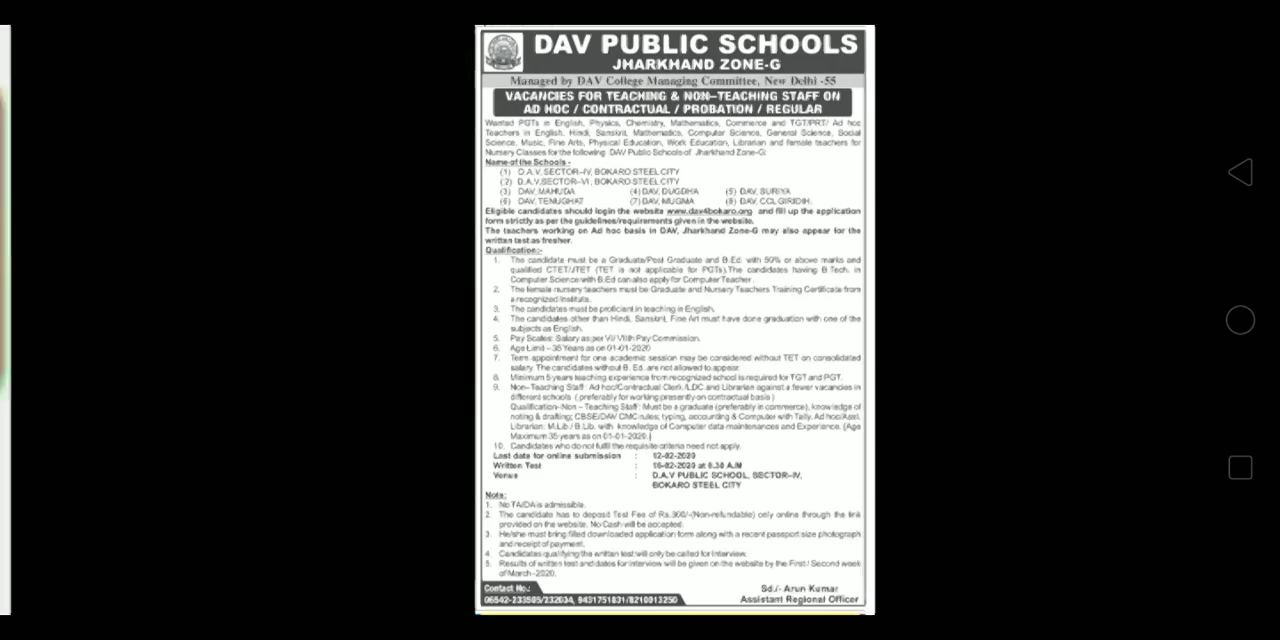 DAV PUBLIC SCHOOLS
JHARKHAND ZONE-G
Managed by DAV College Managing Committee, New Delhi -55
VACANCIES FOR TEACHING & NON-TEACHING STAFF ON
AD HOC / CONTRACTUAL / PROBATION / REGULAR
Wanted PGTs in English, Physics, Chemistry, Mathematics, Commerce and TGT/PRT/ Ad hoc
Teachers in English, Hindi, Sanskrit, Mathematics, Computer Science, General Science, Social
Science, Music, Fine Arts, Physical Education, Work Education, Librarian and female teachers for
Nursery Classes for the following DAV Public Schools of Jharkhand Zone-G:
Name of the Schools -
(1) D.A.V, SECTOR-IV, BOKARO STEEL CITY
(2) D.A.V, SECTOR-VI, BOKARO STEEL CITY
(3) DAV, MAHUDA (4) DAV, DUGDHA (5) DAV, SURIYA
(6) DAV, TENUGHAT (7) DAV, MUGMA (8) DAV, CCL GIRIDIH.
Eligible candidates should login the website www.dav4bokaro.org and fill up the application
form strictly as per the guidelines/requirements given in the website.
The teachers working on Ad hoc basis in DAV, Jharkhand Zone-G may also appear for the
written test as fresher.
Qualification:-
1. The candidate must be a Graduate/Post Graduate and B.Ed. with 50% or above marks and
qualified CTET/JTET (TET is not applicable for PGTs). The candidates having B.Tech. in
Computer Science with B.Ed can also apply for Computer Teacher.
2. The female nursery teachers must be Graduate and Nursery Teachers Training Certificate from
a recognized Institute.
3. The candidates must be proficient in teaching in English.
4. The candidates other than Hindi, Sanskrit, Fine Art must have done graduation with one of the
subjects as English.
5. Pay Scales: Salary as per VI/ VIIth Pay Commission.
6. Age Limit - 35 Years as on 01-01-2020
7. Term appointment for one academic session may be considered without TET on consolidated
salary. The candidates without B. Ed. are not allowed to appear.
8. Minimum 5 years teaching experience from recognized school is required for TGT and PGT.
9. Non-Teaching Staff: Ad hoc/Contractual Clerk /LDC and Librarian against a fewer vacancies in
different schools ( preferably for working presently on contractual basis )
Qualification-Non - Teaching Staff: Must be a graduate (preferably in commerce), knowledge of
noting & drafting; CBSE/DAV CMC rules; typing, accounting & Computer with Tally. Ad hoc/Asst.
Librarian: M.Lib./ B.Lib. with knowledge of Computer data maintenances and Experience. (Age
Maximum 35 years as on 01-01-2020.)
10. Candidates who do not fulfil the requisite criteria need not apply.
Last date for online submission : 12-02-2020
Written Test : 16-02-2020 at 8.30 A.M
Venue : D.A.V PUBLIC SCHOOL, SECTOR-IV,
BOKARO STEEL CITY
Note:
1. No TA/DA is admissible.
2. The candidate has to deposit Test Fee of Rs.360/-(Non-refundable) only online through the link
provided on the website. No Cash will be accepted.
3. He/she must bring filled downloaded application form along with a recent passport size photograph
and receipt of payment.
4. Candidates qualifying the written test will only be called for Interview.
5. Results of written test and dates for interview will be given on the website by the First / Second week
of March-2020.
Contact No.: Sd./- Arun Kumar
06542-233505/232034, 9431751831/8210013250 Assistant Regional Officer